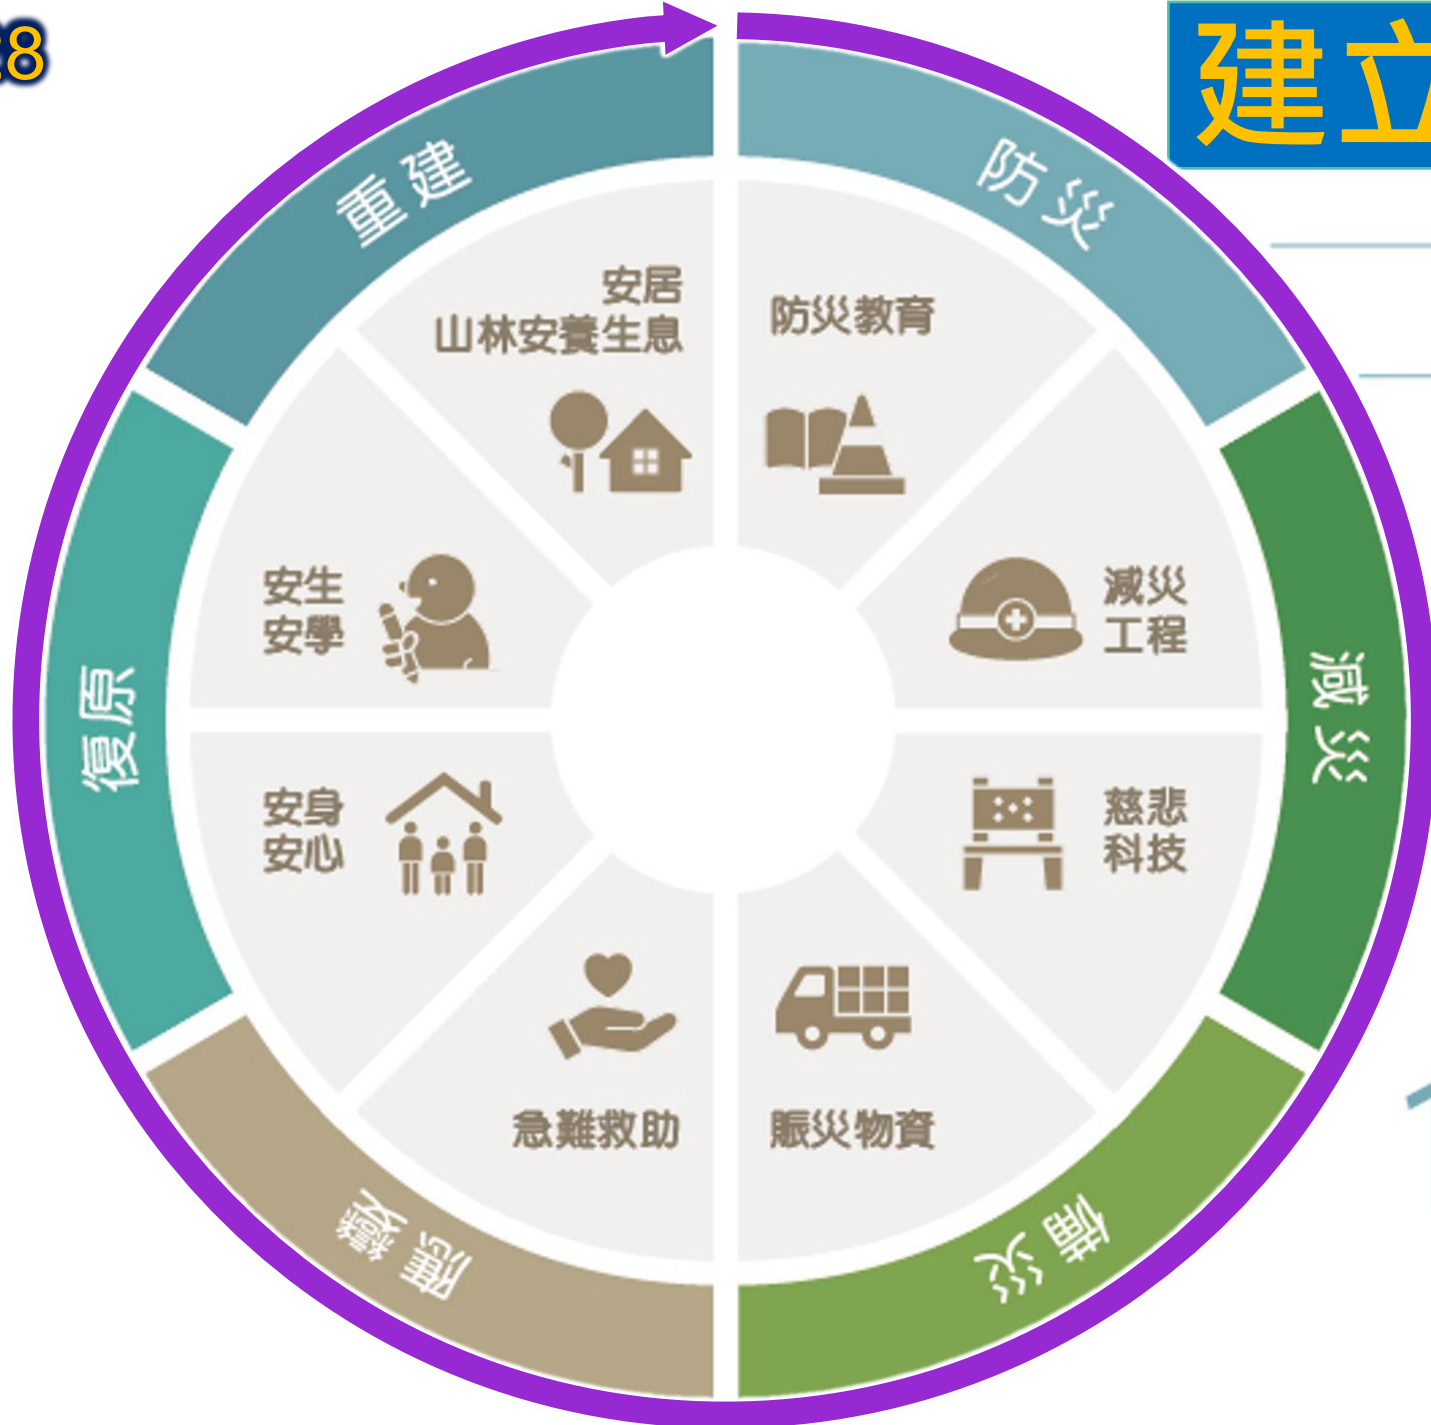 8
建立
重建
防災
安居
山林安養生息
防災教育
安生
安學
減災
工程
復原
減災
安身
安心
慈悲
科技
急難救助
賑災物資
應變
備災